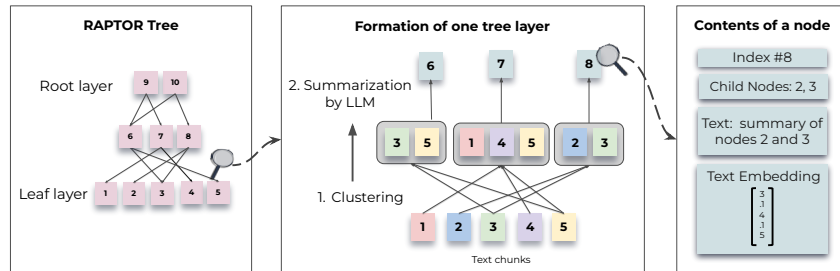 RAPTOR Tree
Root layer
9 10
6 7 8
Leaf layer
1 2 3 4 5
Formation of one tree layer
6 7 8
2. Summarization
by LLM
3 5 1 4 5 2 3
1. Clustering
1 2 3 4 5
Text chunks
Contents of a node
Index #8
Child Nodes: 2, 3
Text: summary of
nodes 2 and 3
Text Embedding
3
.1
4
.1
5